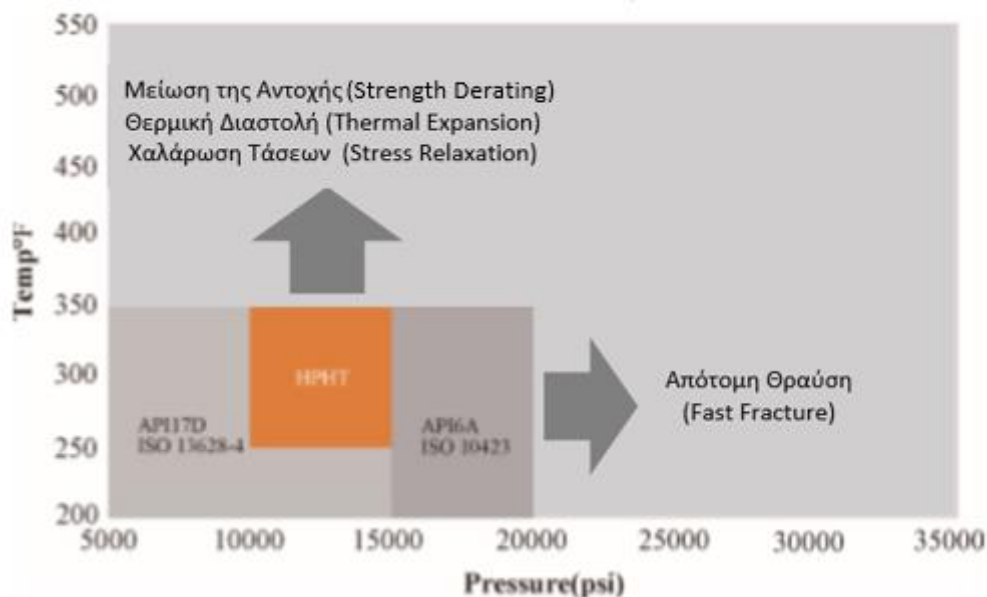 550
500
450
400
350
300
250
200
Temp°F
Μείωση της Αντοχής (Strength Derating)
Θερμική Διαστολή (Thermal Expansion)
Χαλάρωση Τάσεων (Stress Relaxation)
HPHT
API17D
ISO 13628-4
API6A
ISO 10423
Απότομη Θραύση
(Fast Fracture)
5000 10000 15000 20000 25000 30000 35000
Pressure(psi)